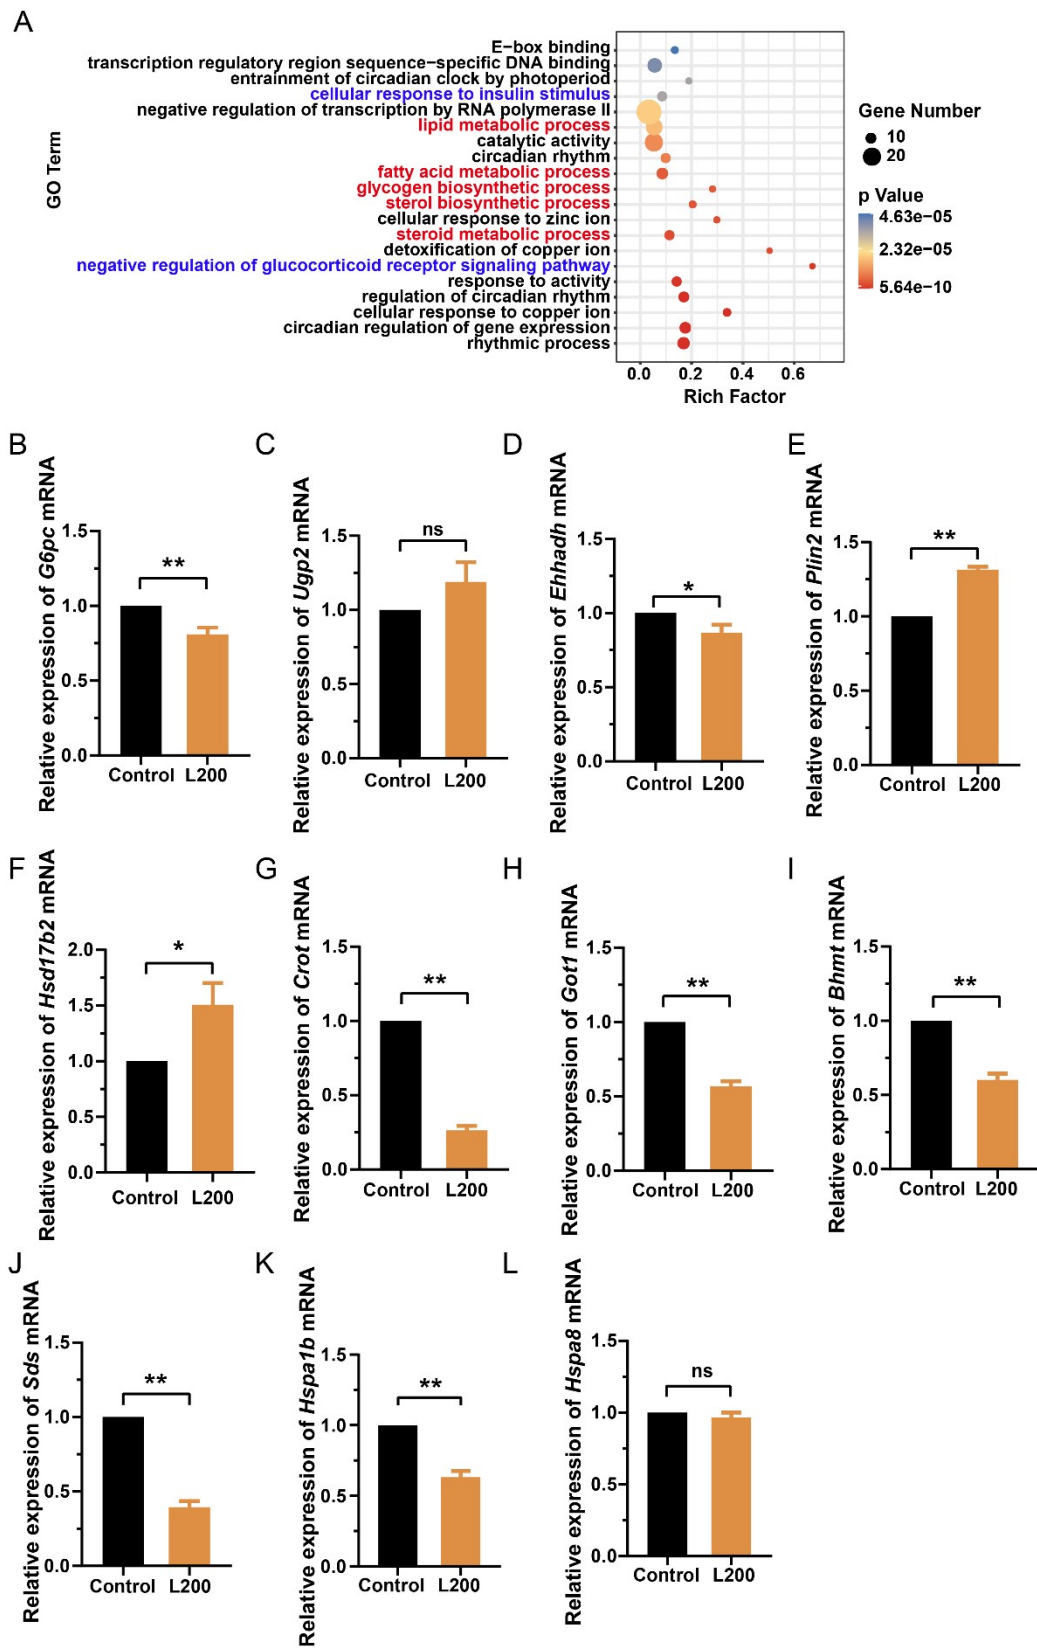 A
GO Term
E-box binding
transcription regulatory region sequence-specific DNA binding
entrainment of circadian clock by photoperiod
cellular response to insulin stimulus
negative regulation of transcription by RNA polymerase II
lipid metabolic process
catalytic activity
circadian rhythm
fatty acid metabolic process
glycogen biosynthetic process
sterol biosynthetic process
cellular response to zinc ion
steroid metabolic process
detoxification of copper ion
negative regulation of glucocorticoid receptor signaling pathway
response to activity
regulation of circadian rhythm
cellular response to copper ion
circadian regulation of gene expression
rhythmic process
0.0 0.2 0.4 0.6
Rich Factor
Gene Number
10
20
p Value
4.63e-05
2.32e-05
5.64e-10
B
Relative expression of G6pc mRNA
1.5
1.0
0.5
0.0
**
Control L200
C
Relative expression of Ugp2 mRNA
1.5
1.0
0.5
0.0
ns
Control L200
D
Relative expression of Ehhadh mRNA
1.5
1.0
0.5
0.0
*
Control L200
E
Relative expression of Plin2 mRNA
1.5
1.0
0.5
0.0
**
Control L200
F
Relative expression of Hsd17b2 mRNA
2.0
1.5
1.0
0.5
0.0
*
Control L200
G
Relative expression of Crot mRNA
1.5
1.0
0.5
0.0
**
Control L200
H
Relative expression of Got1 mRNA
1.5
1.0
0.5
0.0
**
Control L200
I
Relative expression of Bhmt mRNA
1.5
1.0
0.5
0.0
**
Control L200
J
Relative expression of Sds mRNA
1.5
1.0
0.5
0.0
**
Control L200
K
Relative expression of Hspa1b mRNA
1.5
1.0
0.5
0.0
**
Control L200
L
Relative expression of Hspa8 mRNA
1.5
1.0
0.5
0.0
ns
Control L200